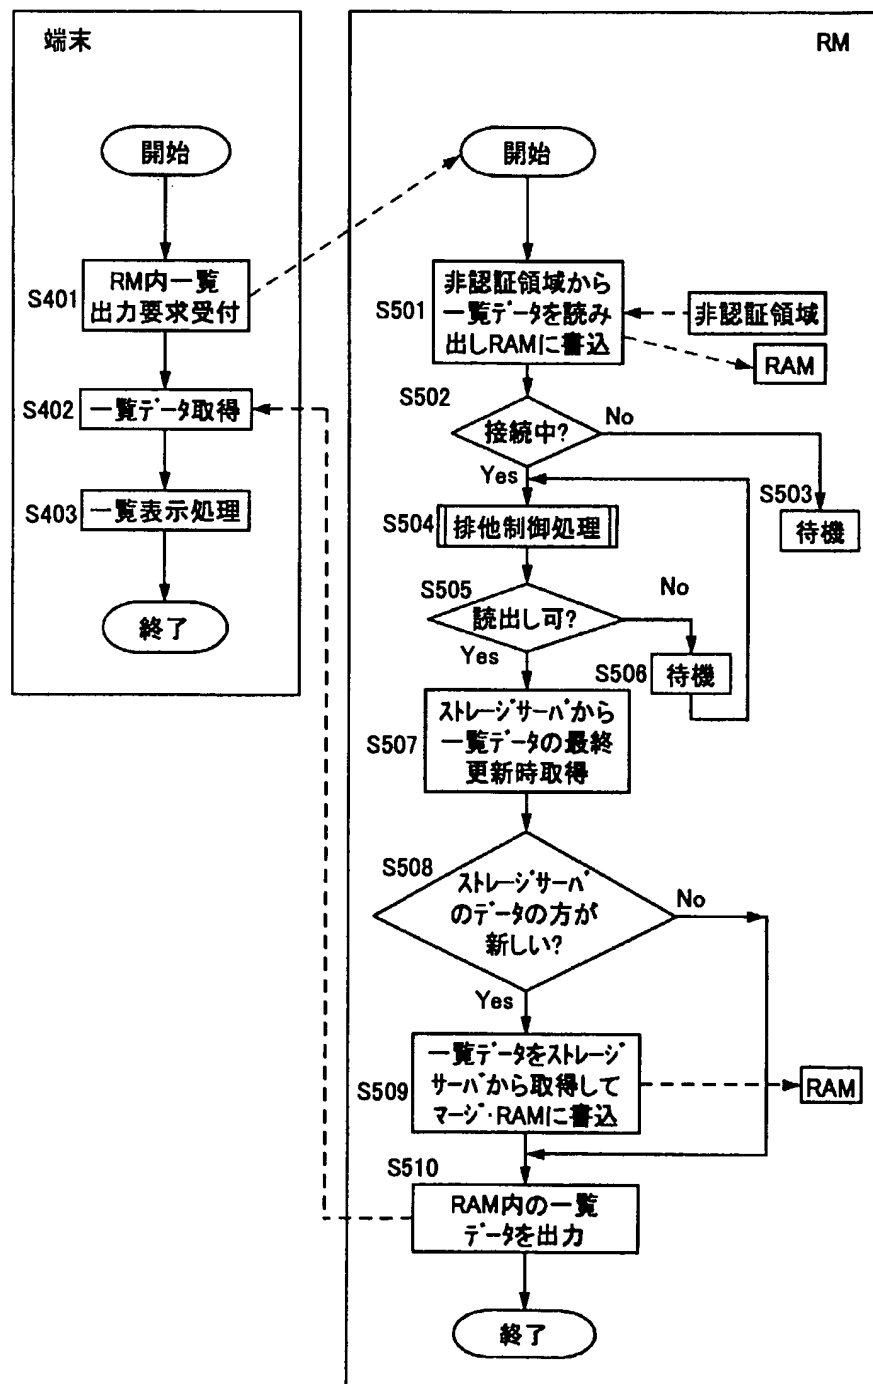 端末
開始
S401
RM内一覧
出力要求受付
S402
一覧データ取得
S403
一覧表示処理
終了
RM
開始
S501
非認証領域から
一覧データを読み
出しRAMに書込
非認証領域
RAM
S502
接続中?
No
Yes
S503
待機
S504
排他制御処理
S505
読出し可?
No
Yes
S506
待機
S507
ストレージサーバから
一覧データの最終
更新時取得
S508
ストレージサーバ
のデータの方が
新しい?
No
Yes
S509
一覧データをストレージ
サーバから取得して
マージ・RAMに書込
RAM
S510
RAM内の一覧
データを出力
終了